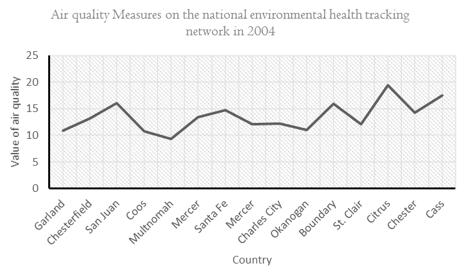 Air quality Measures on the national environmental health tracking
network in 2004
Value of air quality
25
20
15
10
5
0
Garland
Chesterfield
San Juan
Coos
Multnomah
Mercer
Santa Fe
Mercer
Charles City
Okanogan
Boundary
St. Clair
Citrus
Chester
Cass
Country